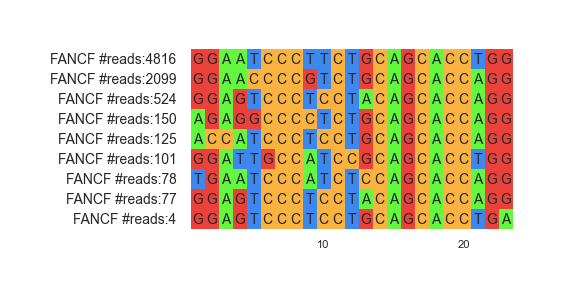 FANCF #reads:4816 GGAATCCCTTCTGCAGCACCTGG
FANCF #reads:2099 GGAACCCCGTCTGCAGCACCAGG
FANCF #reads:524 GGAGTCCCTCCTACAGCACCAGG
FANCF #reads:150 AGAGGCCCCTCTGCAGCACCAGG
FANCF #reads:125 ACCATCCCTCCTGCAGCACCAGG
FANCF #reads:101 GGATTGCCATCCGCAGCACCTGG
FANCF #reads:78 TGAATCCCATCTCCAGCACCAGG
FANCF #reads:77 GGAGTCCCTCCTACAGCACCAGG
FANCF #reads:4 GGAGTCCCTCCTGCAGCACCTGA
10 20